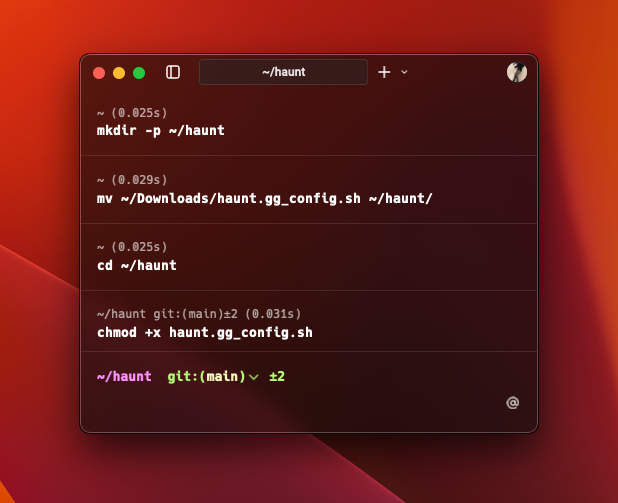 ~/haunt
~ (0.025s)
mkdir -p ~/haunt
~ (0.029s)
mv ~/Downloads/haunt.gg_config.sh ~/haunt/
~ (0.025s)
cd ~/haunt
~/haunt git:(main)±2 (0.031s)
chmod +x haunt.gg_config.sh
~/haunt git:(main) ±2
@